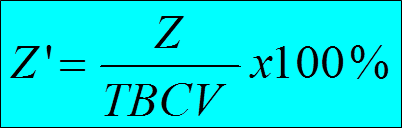 Z' = Z / TBCV x100%